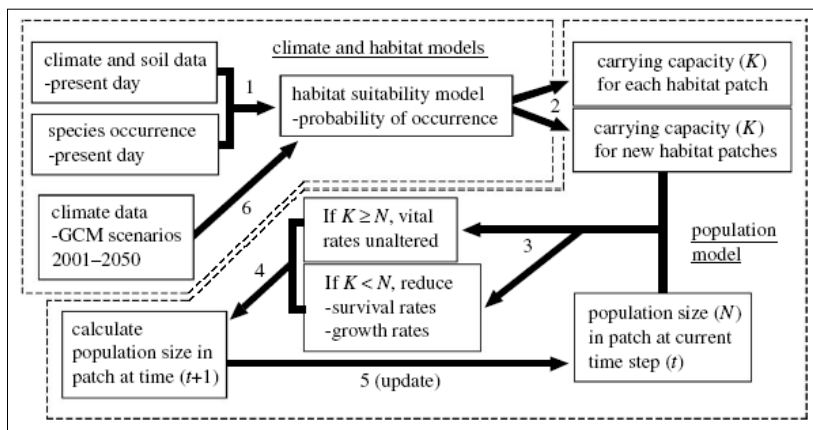 climate and soil data
-present day
species occurrence
-present day
climate data
-GCM scenarios
2001–2050
1
6
climate and habitat models
habitat suitability model
-probability of occurrence
2
carrying capacity (K)
for each habitat patch
carrying capacity (K)
for new habitat patches
population
model
3
If K ≥ N, vital
rates unaltered
If K < N, reduce
-survival rates
-growth rates
4
calculate
population size in
patch at time (t+1)
5 (update)
population size (N)
in patch at current
time step (t)